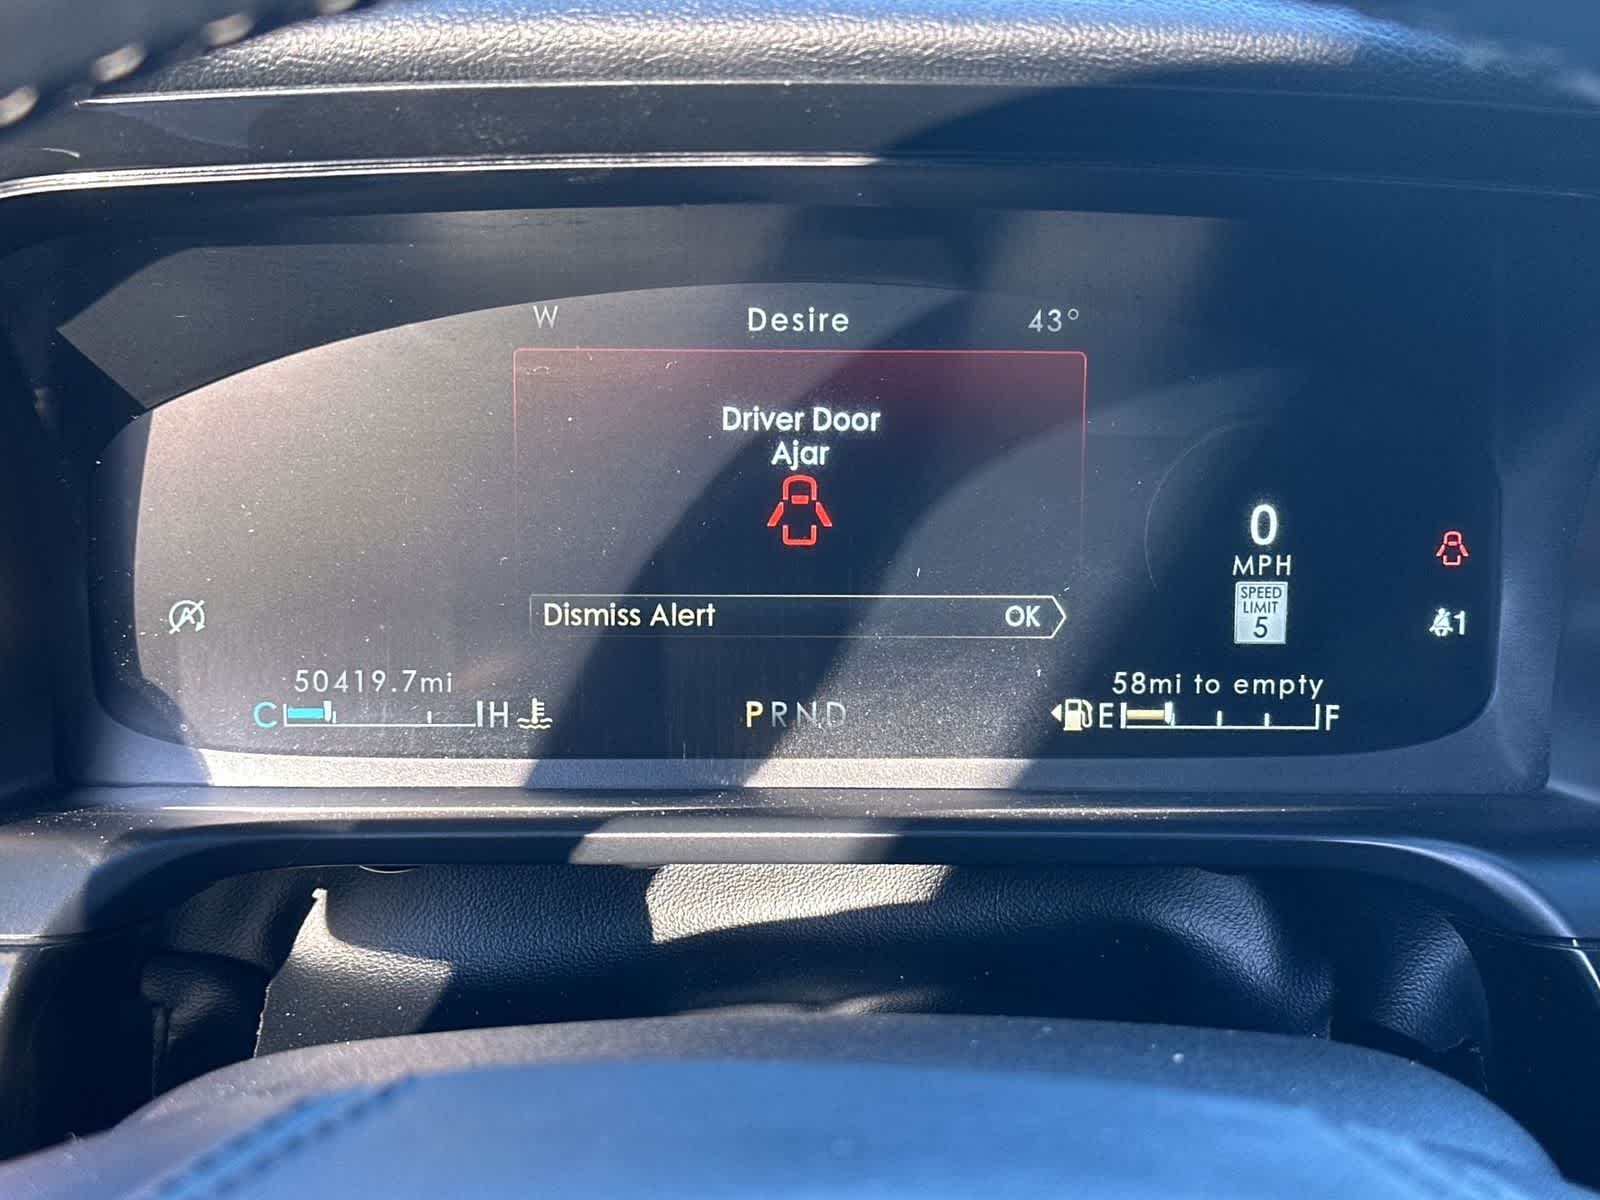 W Desire 43°
Driver Door
Ajar
0
MPH
SPEED
LIMIT
5
1
Dismiss Alert OK
50419.7mi
58mi to empty
C H
PRND
E F